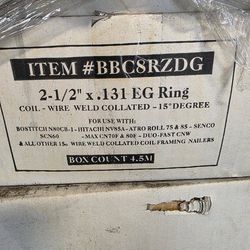 ITEM #BBC8RZDG
2-1/2" x .131 EG Ring
COIL - WIRE WELD COLLATED - 15° DEGREE
FOR USE WITH:
BOSTITCH N80CB-1 - HITACHI NV83A - ATRO ROLL 75 & 85 - SENCO
SCN60 - MAX CN70F & 80F - DUO-FAST CNW
& ALL OTHER 15° WIRE WELD COLLATED COIL FRAMING NAILERS
BOX COUNT 4.5M